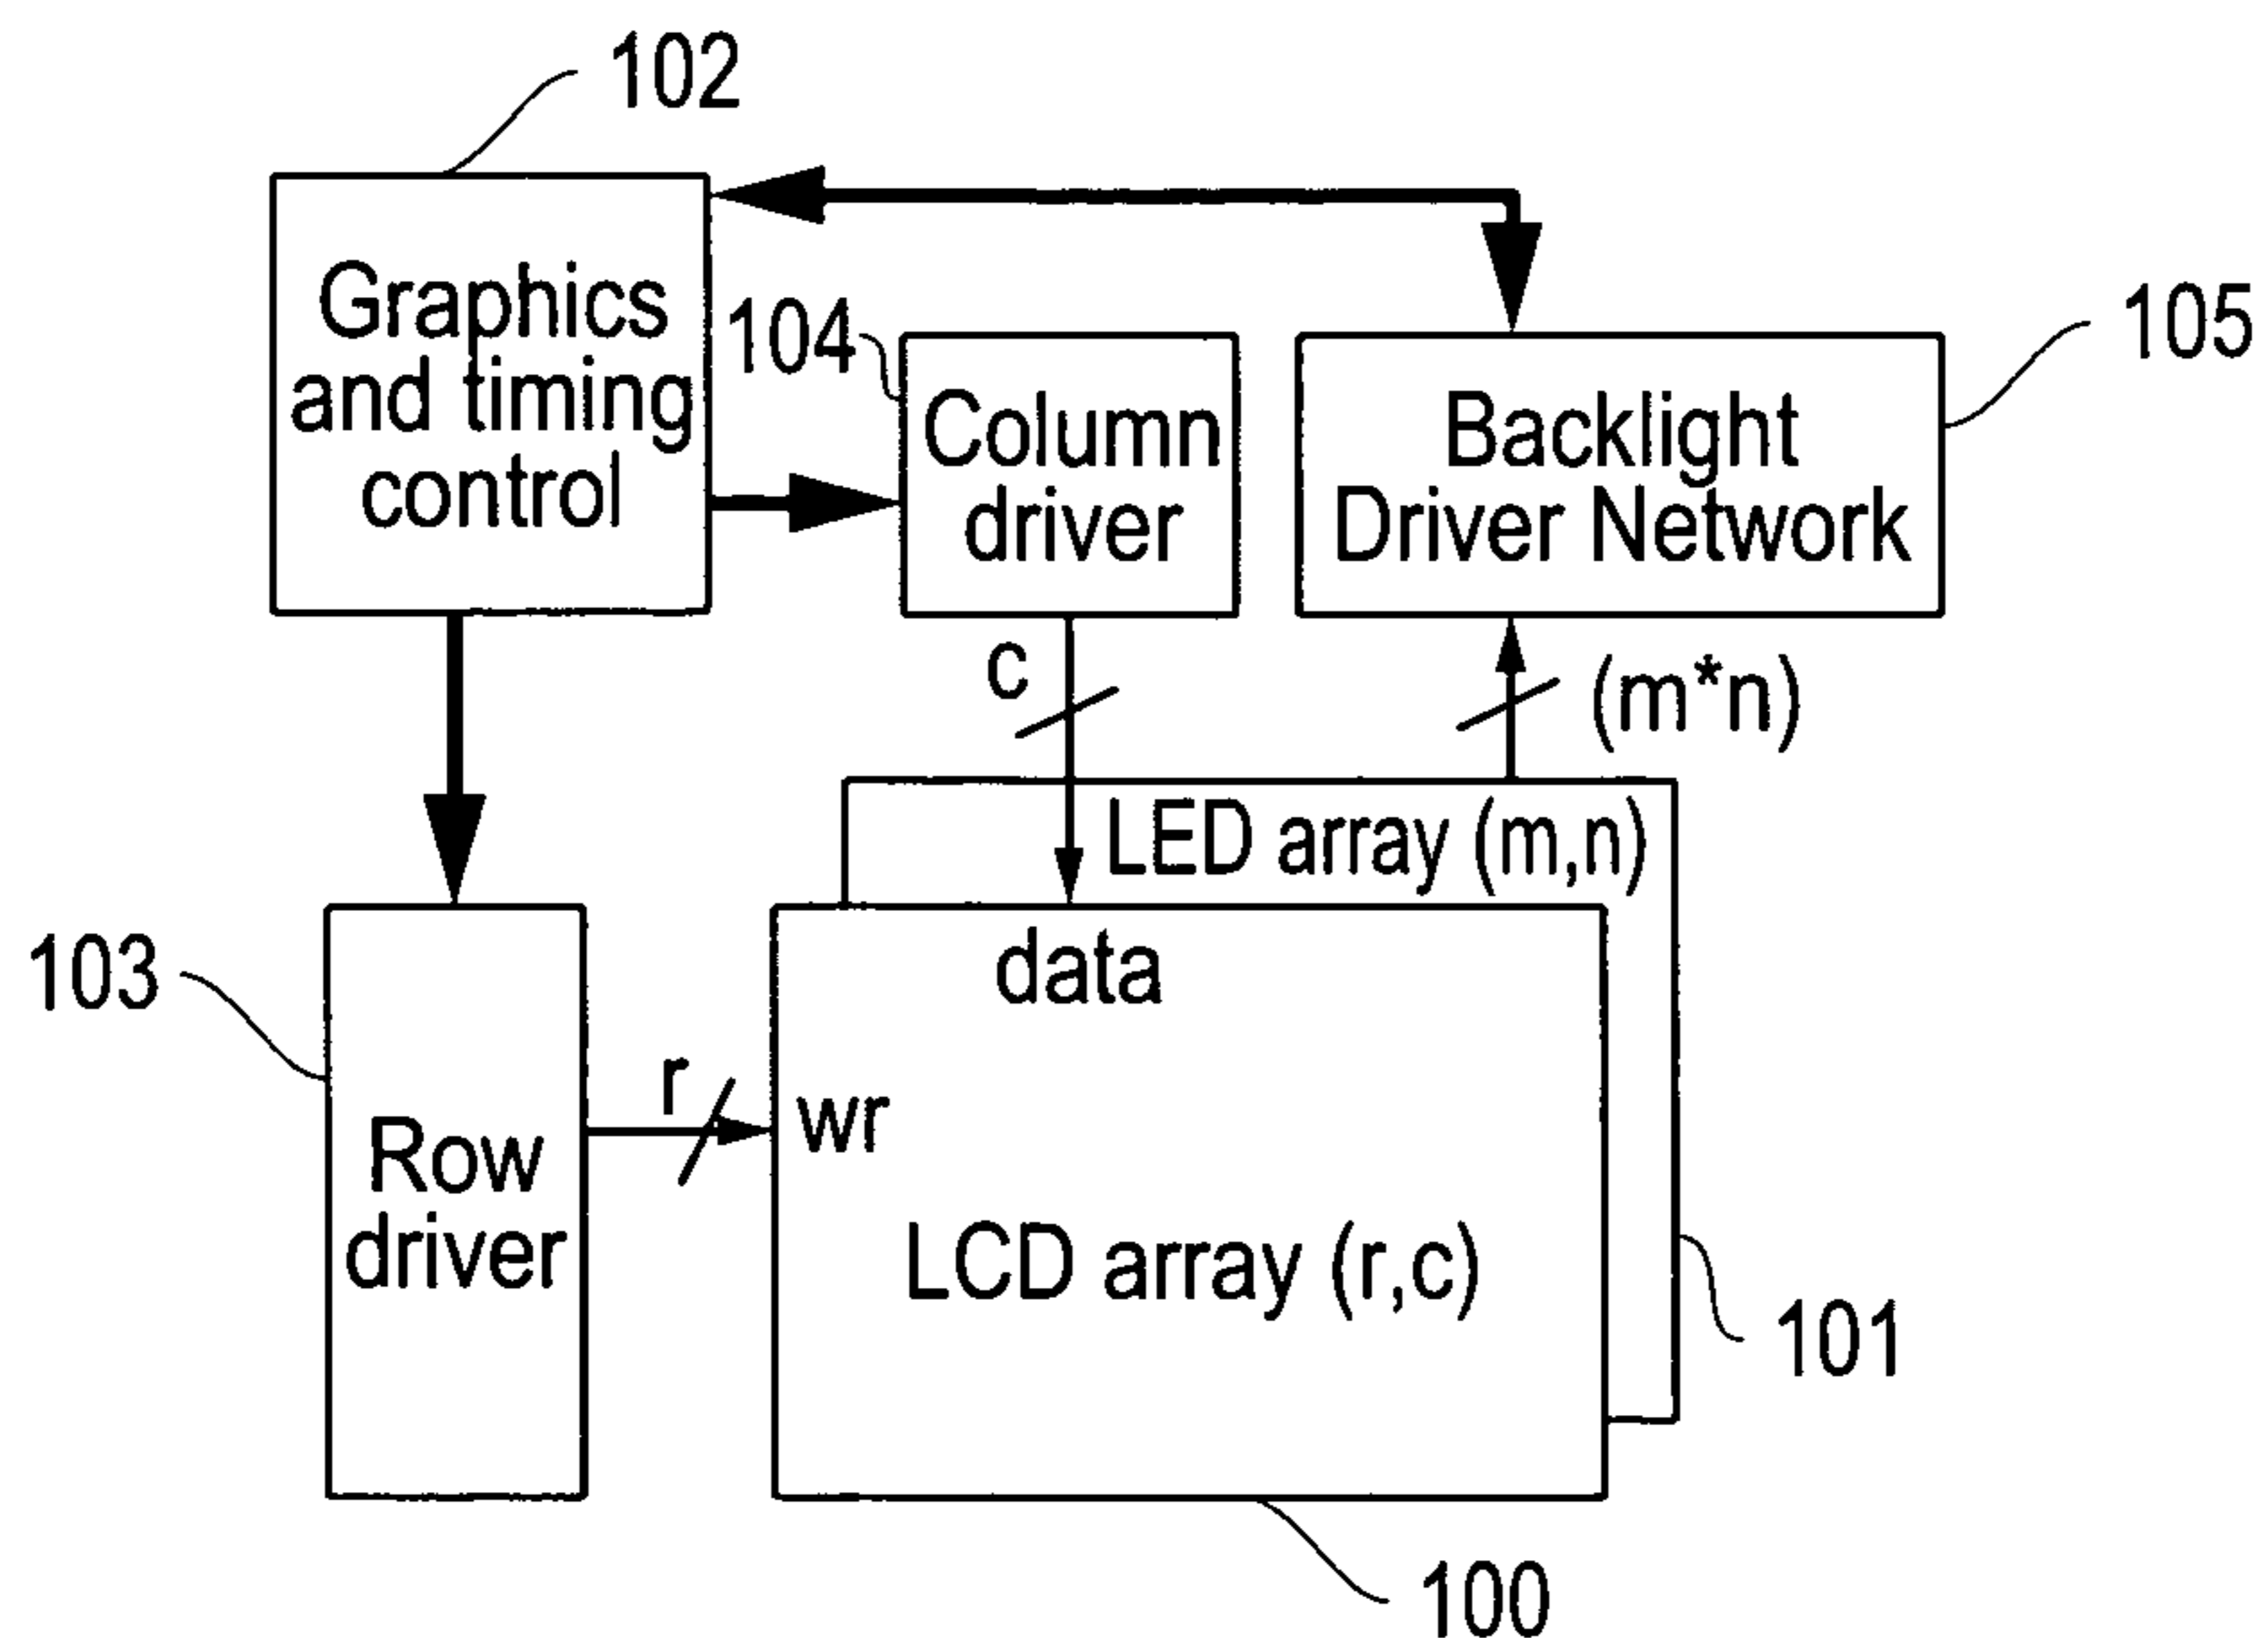 102
Graphics
and timing
control
104
Column
driver
105
Backlight
Driver Network
c
(m*n)
LED array (m,n)
103
Row
driver
r
data
wr
LCD array (r,c)
101
100